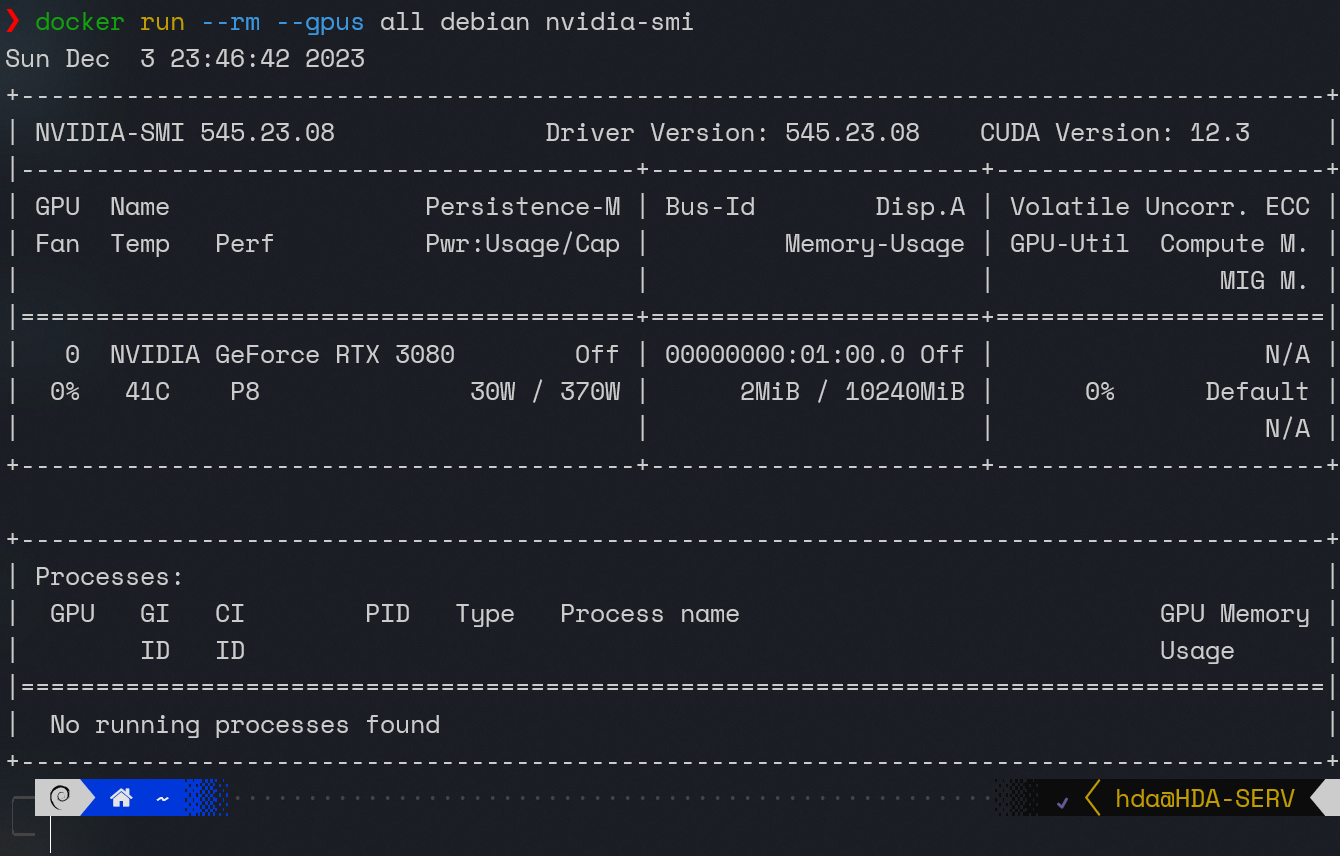 ❯ docker run --rm --gpus all debian nvidia-smi
Sun Dec  3 23:46:42 2023
+---------------------------------------------------------------------------------------+
| NVIDIA-SMI 545.23.08              Driver Version: 545.23.08    CUDA Version: 12.3     |
|-----------------------------------------+----------------------+----------------------+
| GPU  Name                 Persistence-M | Bus-Id        Disp.A | Volatile Uncorr. ECC |
| Fan  Temp   Perf          Pwr:Usage/Cap |         Memory-Usage | GPU-Util  Compute M. |
|                                         |                      |               MIG M. |
|=========================================+======================+======================|
|   0  NVIDIA GeForce RTX 3080        Off | 00000000:01:00.0 Off |                  N/A |
|  0%   41C    P8              30W / 370W |      2MiB / 10240MiB |      0%      Default |
|                                         |                      |                  N/A |
+-----------------------------------------+----------------------+----------------------+

+---------------------------------------------------------------------------------------+
| Processes:                                                                            |
|  GPU   GI   CI        PID   Type   Process name                            GPU Memory |
|        ID   ID                                                             Usage      |
|=======================================================================================|
|  No running processes found                                                           |
+---------------------------------------------------------------------------------------+
~ hda@HDA-SERV